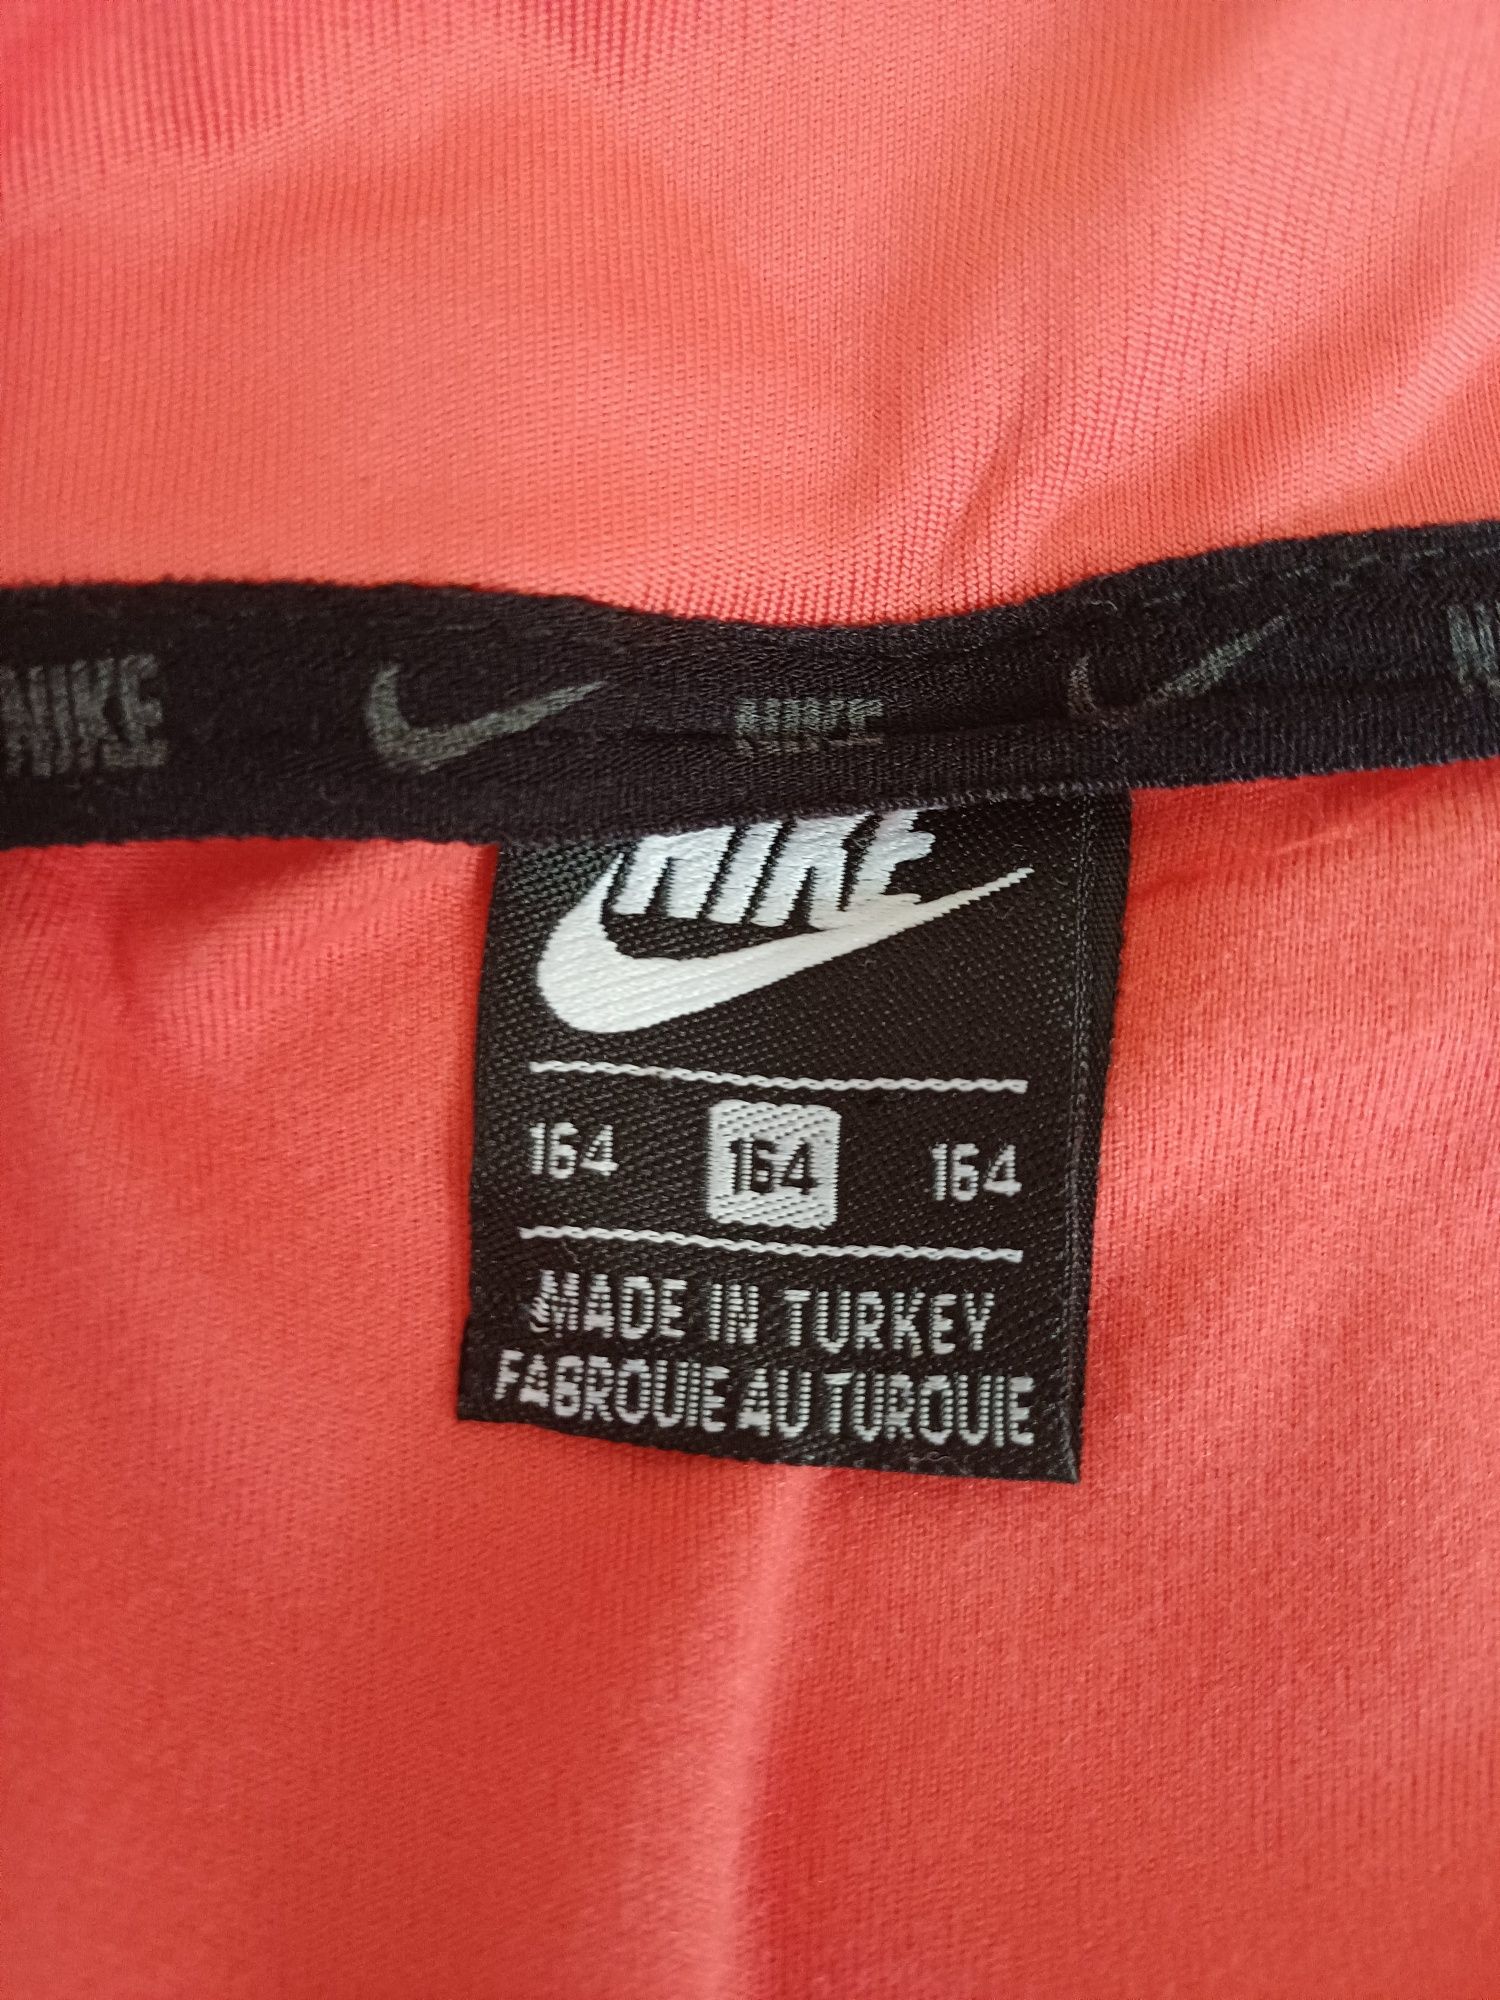 NIKE NIKE N
NIKE
164 164 164
MADE IN TURKEY
FABROUIE AU TUROUIE